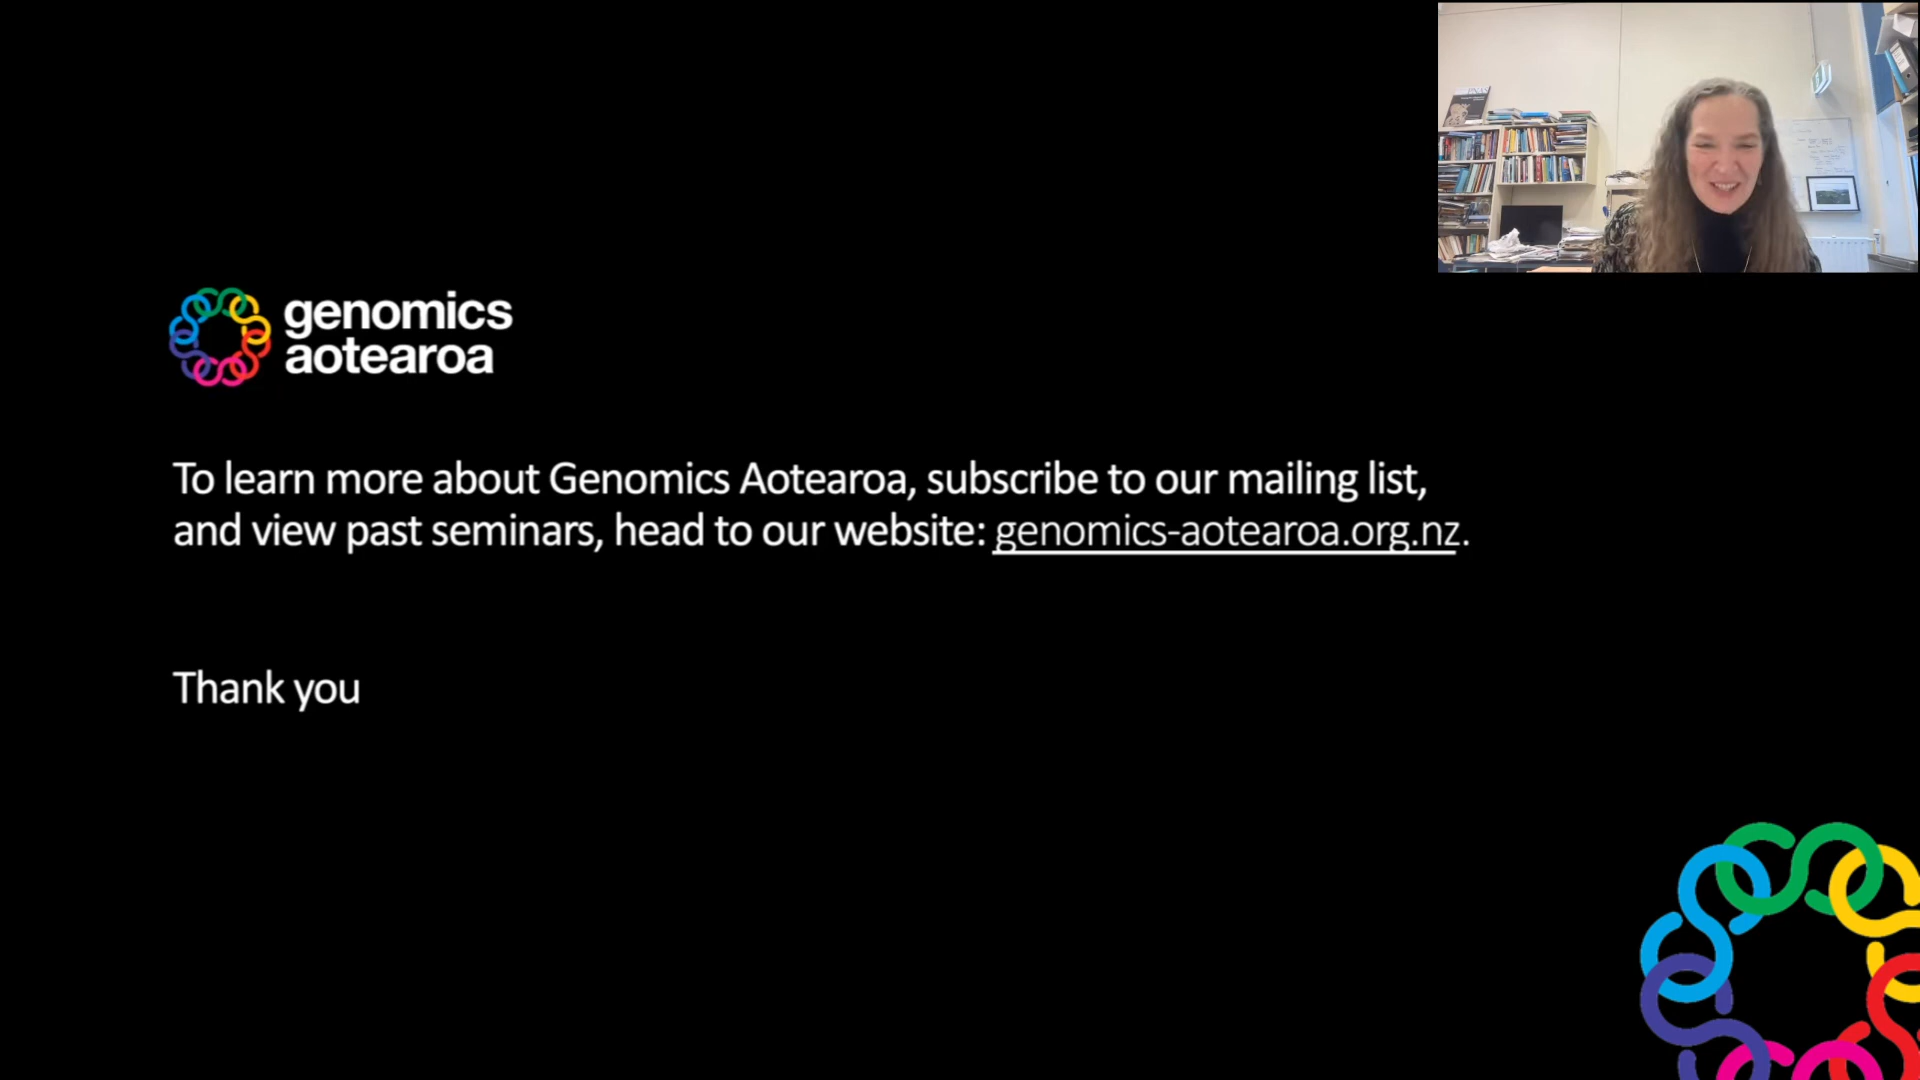 genomics
aotearoa
To learn more about Genomics Aotearoa, subscribe to our mailing list,
and view past seminars, head to our website: genomics-aotearoa.org.nz.
Thank you